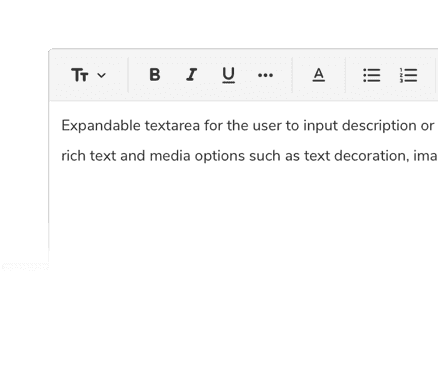 Expandable textarea for the user to input description or
rich text and media options such as text decoration, ima